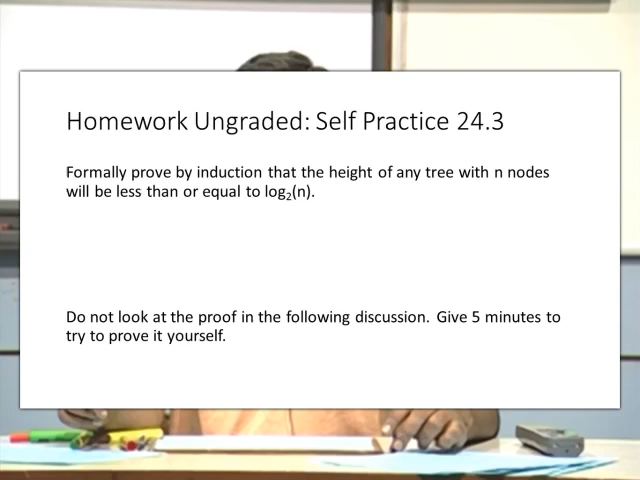 Homework Ungraded: Self Practice 24.3
Formally prove by induction that the height of any tree with n nodes
will be less than or equal to log₂(n).
Do not look at the proof in the following discussion. Give 5 minutes to
try to prove it yourself.